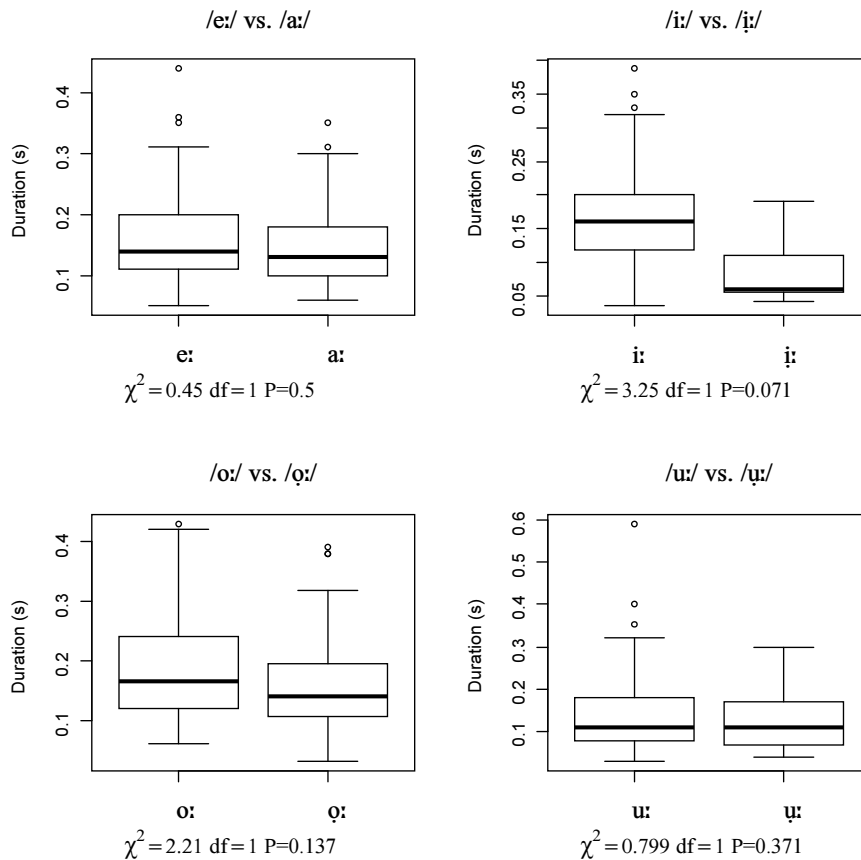 /eː/ vs. /aː/
Duration (s)
0.1 0.2 0.3 0.4
eː aː
χ² = 0.45 df = 1 P=0.5
/iː/ vs. /i̩ː/
Duration (s)
0.05 0.15 0.25 0.35
iː ịː
χ² = 3.25 df = 1 P=0.071
/oː/ vs. /ọː/
Duration (s)
0.1 0.2 0.3 0.4
oː ọː
χ² = 2.21 df = 1 P=0.137
/uː/ vs. /ụː/
Duration (s)
0.1 0.2 0.3 0.4 0.5 0.6
uː ụː
χ² = 0.799 df = 1 P=0.371